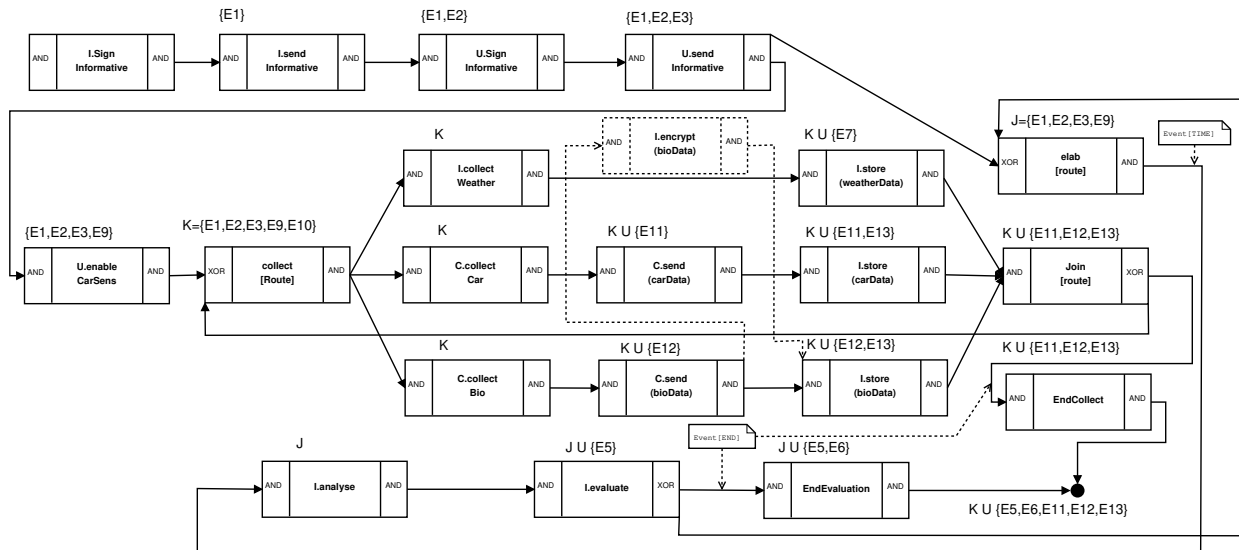 {E1}
{E1,E2}
{E1,E2,E3}
AND
I.Sign
Informative
AND
AND
I.send
Informative
AND
AND
U.Sign
Informative
AND
AND
U.send
Informative
AND
J={E1,E2,E3,E9}
Event[TIME]
XOR
elab
[route]
AND
K
AND
I.encrypt
(bioData)
AND
K U {E7}
AND
I.collect
Weather
AND
AND
I.store
(weatherData)
AND
{E1,E2,E3,E9}
K={E1,E2,E3,E9,E10}
K
K U {E11}
K U {E11,E13}
K U {E11,E12,E13}
AND
U.enable
CarSens
AND
XOR
collect
[Route]
AND
AND
C.collect
Car
AND
AND
C.send
(carData)
AND
AND
I.store
(carData)
AND
AND
Join
[route]
XOR
K
K U {E12}
K U {E12,E13}
K U {E11,E12,E13}
AND
C.collect
Bio
AND
AND
C.send
(bioData)
AND
AND
I.store
(bioData)
AND
AND
EndCollect
AND
J
J U {E5}
Event[END]
J U {E5,E6}
AND
I.analyse
AND
AND
I.evaluate
XOR
AND
EndEvaluation
AND
K U {E5,E6,E11,E12,E13}